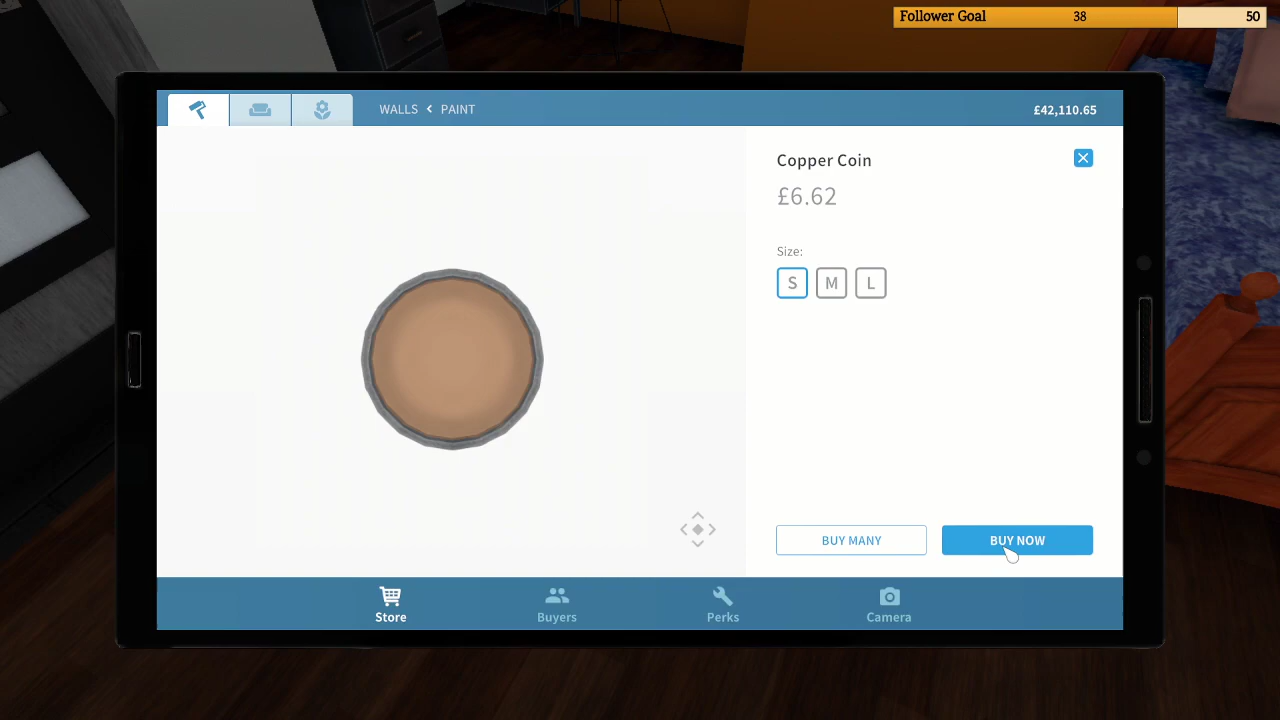 Follower Goal 38 50
WALLS < PAINT £42,110.65
Copper Coin
£6.62
Size:
S M L
BUY MANY BUY NOW
Store Buyers Perks Camera